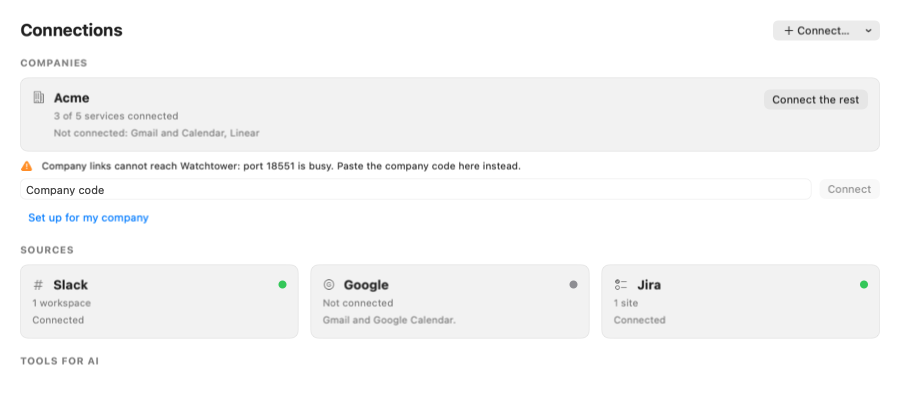 Connections
+ Connect...
COMPANIES
Acme
Connect the rest
3 of 5 services connected
Not connected: Gmail and Calendar, Linear
Company links cannot reach Watchtower: port 18551 is busy. Paste the company code here instead.
Company code
Connect
Set up for my company
SOURCES
# Slack
1 workspace
Connected
Google
Not connected
Gmail and Google Calendar.
Jira
1 site
Connected
TOOLS FOR AI